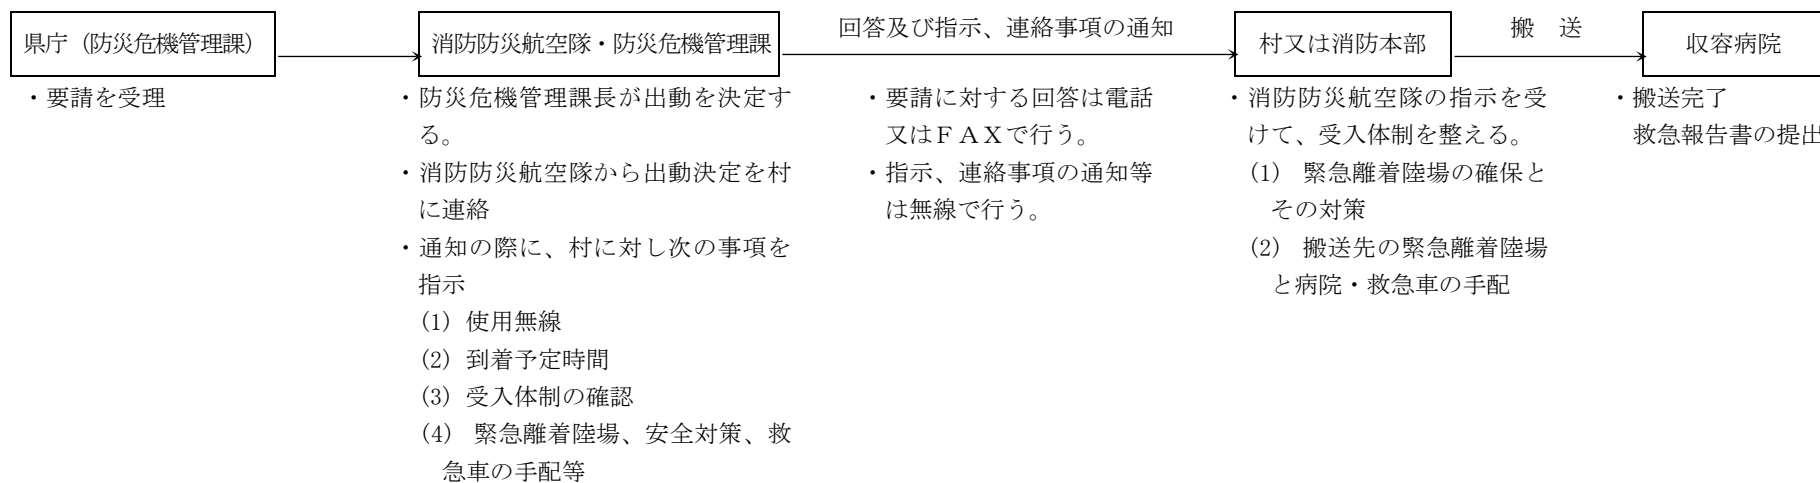 県庁（防災危機管理課）
・要請を受理
消防防災航空隊・防災危機管理課
・防災危機管理課長が出動を決定す
る。
・消防防災航空隊から出動決定を村
に連絡
・通知の際に、村に対し次の事項を
指示
(1) 使用無線
(2) 到着予定時間
(3) 受入体制の確認
(4) 緊急離着陸場、安全対策、救
急車の手配等
回答及び指示、連絡事項の通知
・要請に対する回答は電話
又はＦＡＸで行う。
・指示、連絡事項の通知等
は無線で行う。
村又は消防本部
・消防防災航空隊の指示を受
けて、受入体制を整える。
(1) 緊急離着陸場の確保と
その対策
(2) 搬送先の緊急離着陸場
と病院・救急車の手配
搬　送
収容病院
・搬送完了
救急報告書の提出